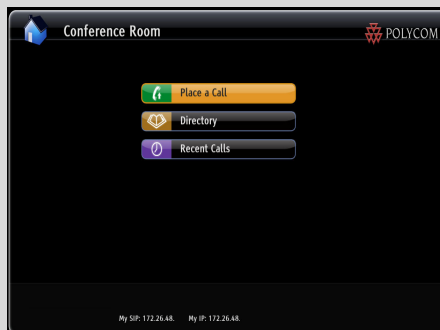 Conference Room
POLYCOM
Place a Call
Directory
Recent Calls
My SIP: 172.26.48. My IP: 172.26.48.